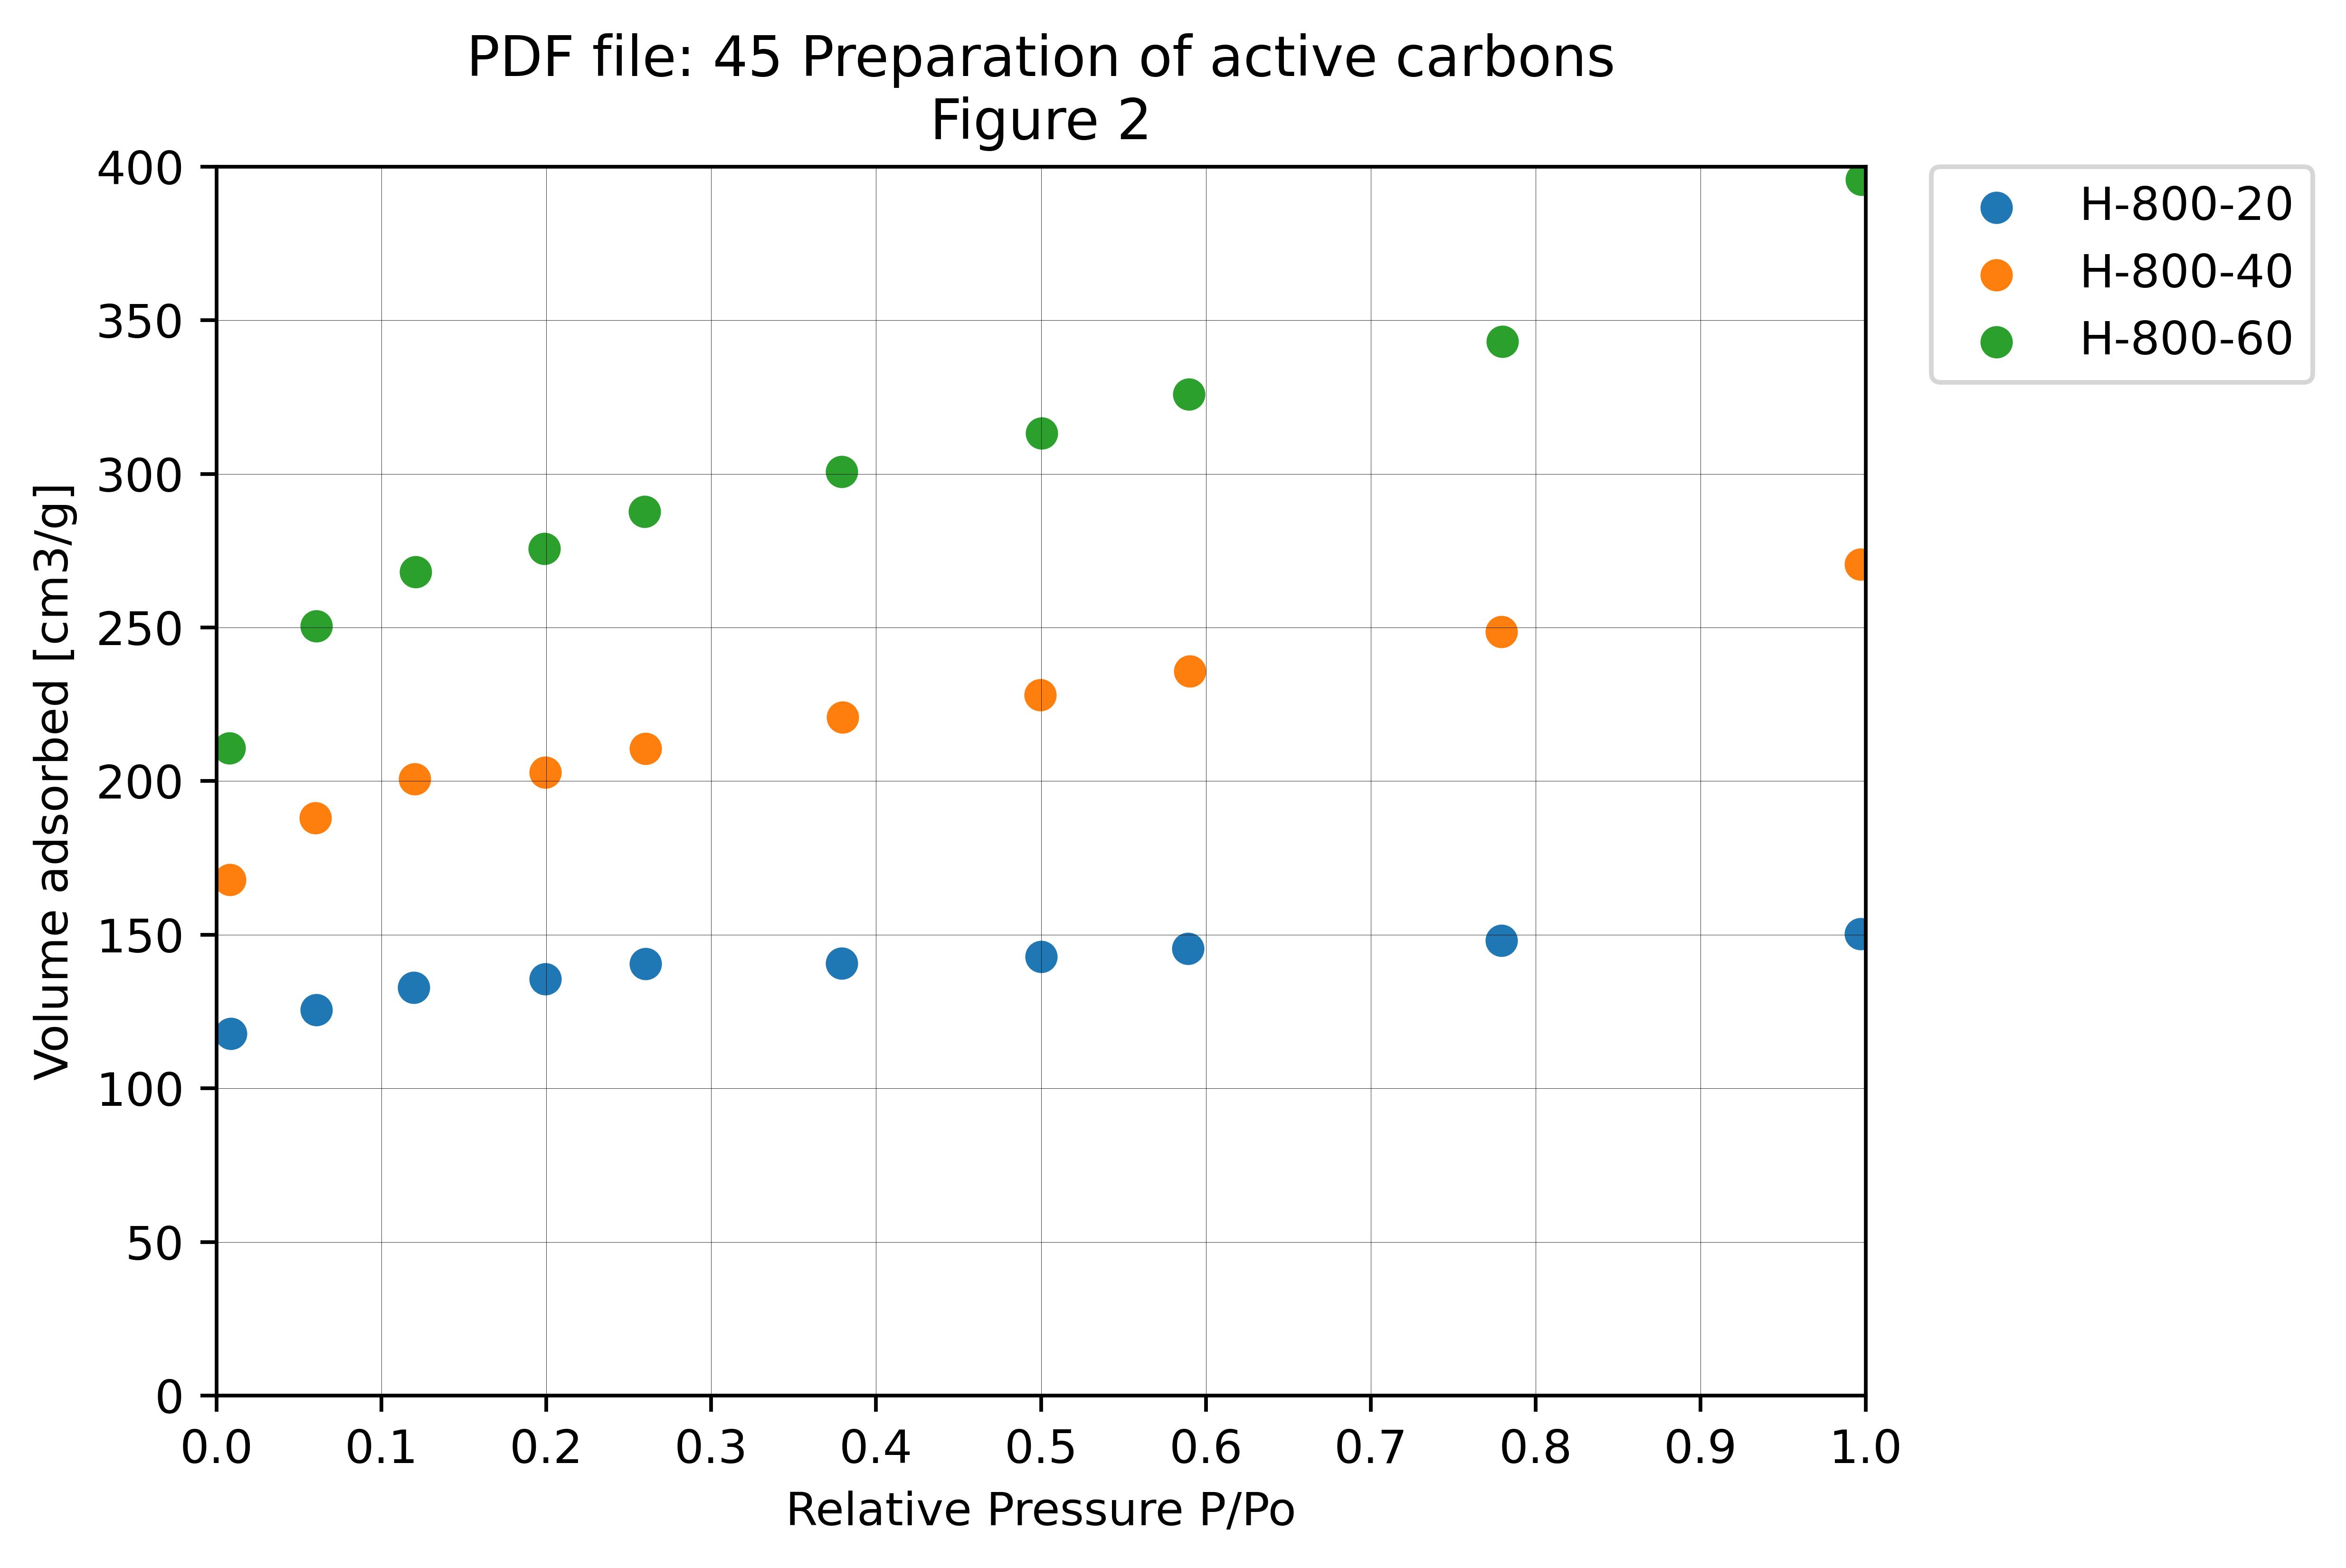 PDF file: 45 Preparation of active carbons
Figure 2
400
350
300
250
200
150
100
50
0
Volume adsorbed [cm3/g]
0.0 0.1 0.2 0.3 0.4 0.5 0.6 0.7 0.8 0.9 1.0
Relative Pressure P/Po
H-800-20
H-800-40
H-800-60